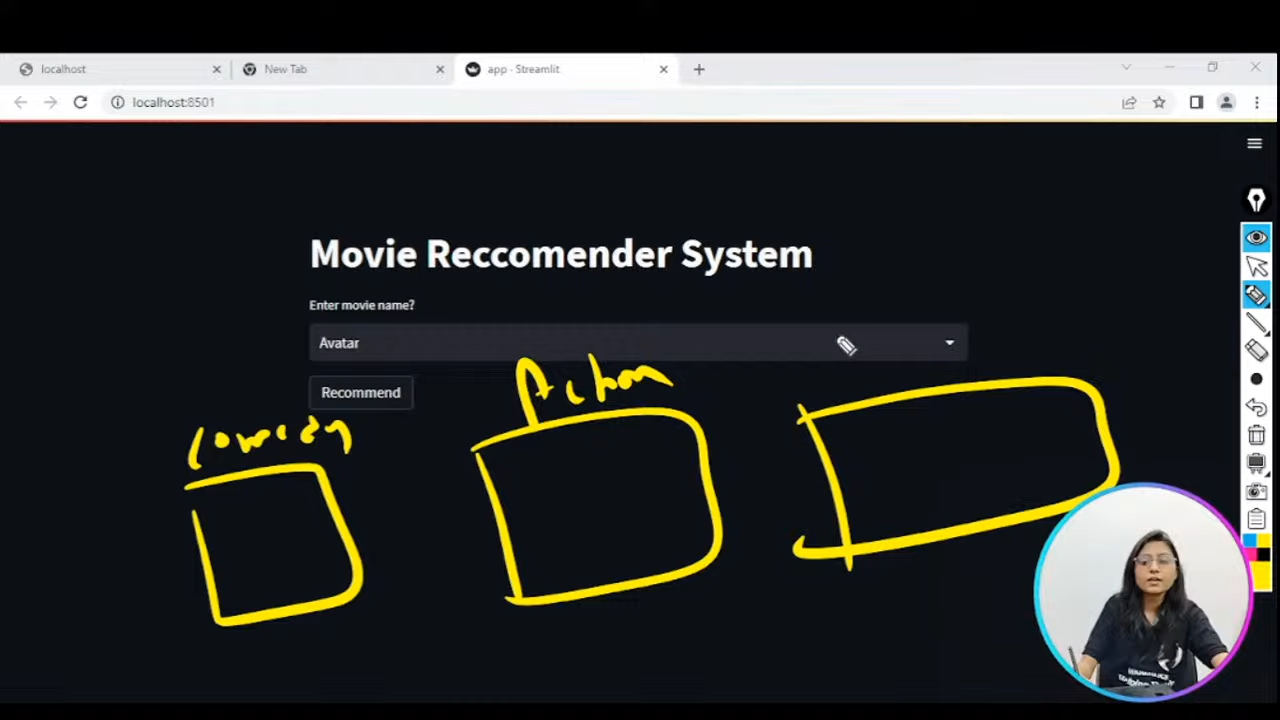 localhost
New Tab
app · Streamlit
localhost:8501
Movie Reccomender System
Enter movie name?
Avatar
Recommend
Action
comedy